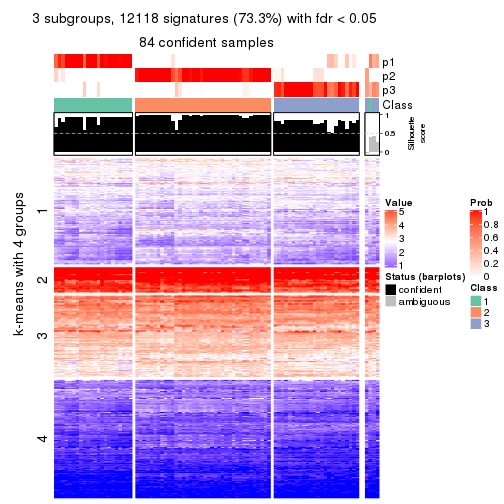 3 subgroups, 12118 signatures (73.3%) with fdr < 0.05
84 confident samples
p1
p2
p3
Class
1
0.5
0
Silhouette
score
k-means with 4 groups
1
2
3
4
Value
5
4
3
2
1
Status (barplots)
confident
ambiguous
Prob
1
0.8
0.6
0.4
0.2
0
Class
1
2
3